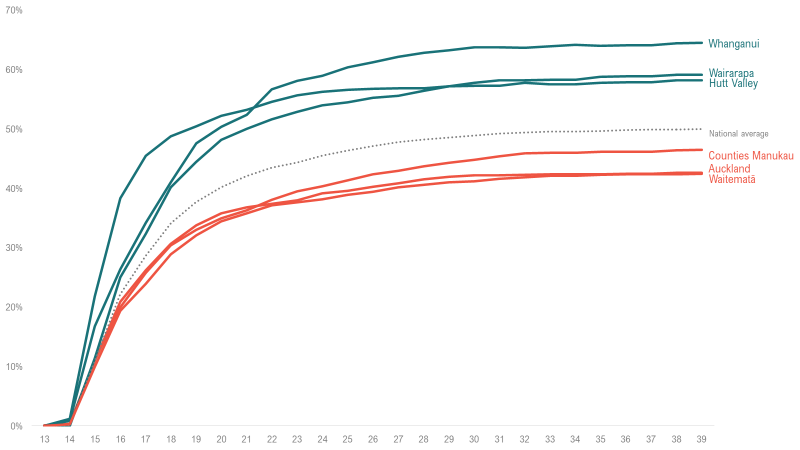 70%
60%
50%
40%
30%
20%
10%
0%
Whanganui
Wairarapa
Hutt Valley
National average
Counties Manukau
Auckland
Waitematā
13 14 15 16 17 18 19 20 21 22 23 24 25 26 27 28 29 30 31 32 33 34 35 36 37 38 39